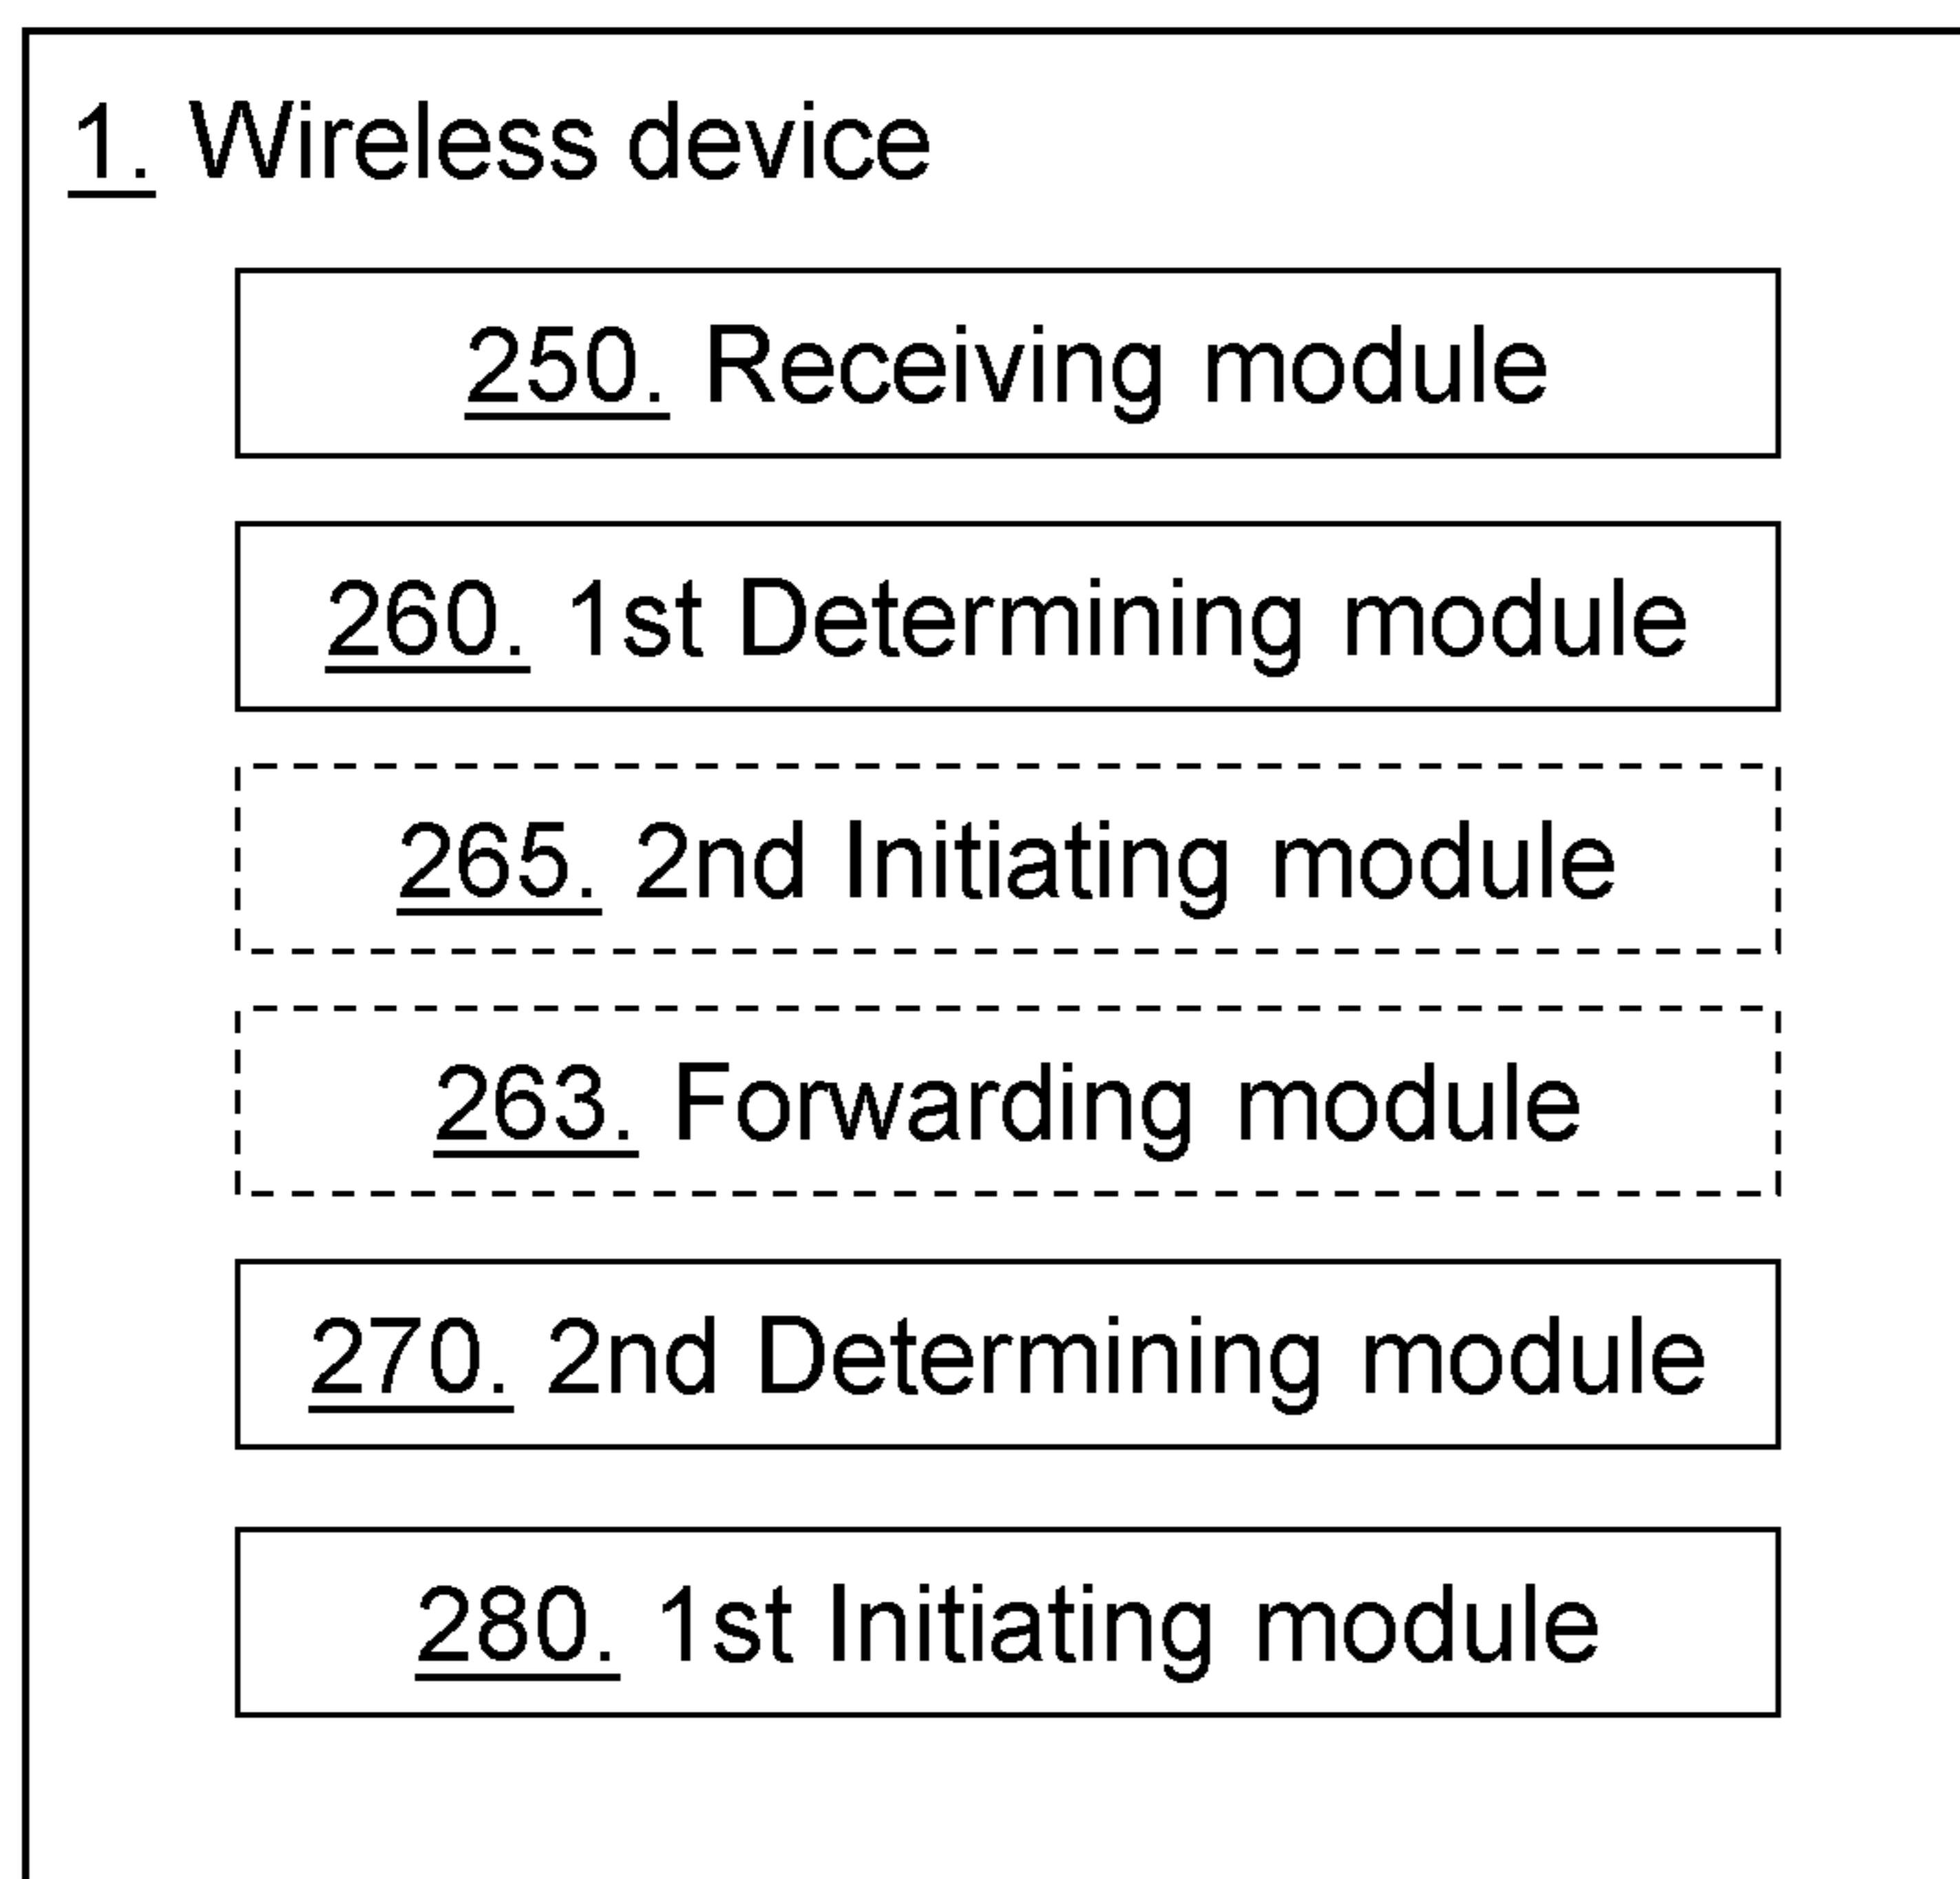 1. Wireless device
250. Receiving module
260. 1st Determining module
265. 2nd Initiating module
263. Forwarding module
270. 2nd Determining module
280. 1st Initiating module